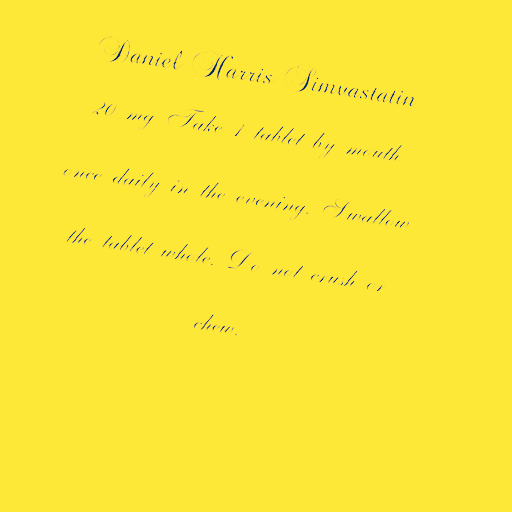 Daniel Harris Simvastatin
20 mg Take 1 tablet by mouth
once daily in the evening. Swallow
the tablet whole. Do not crush or
chew.